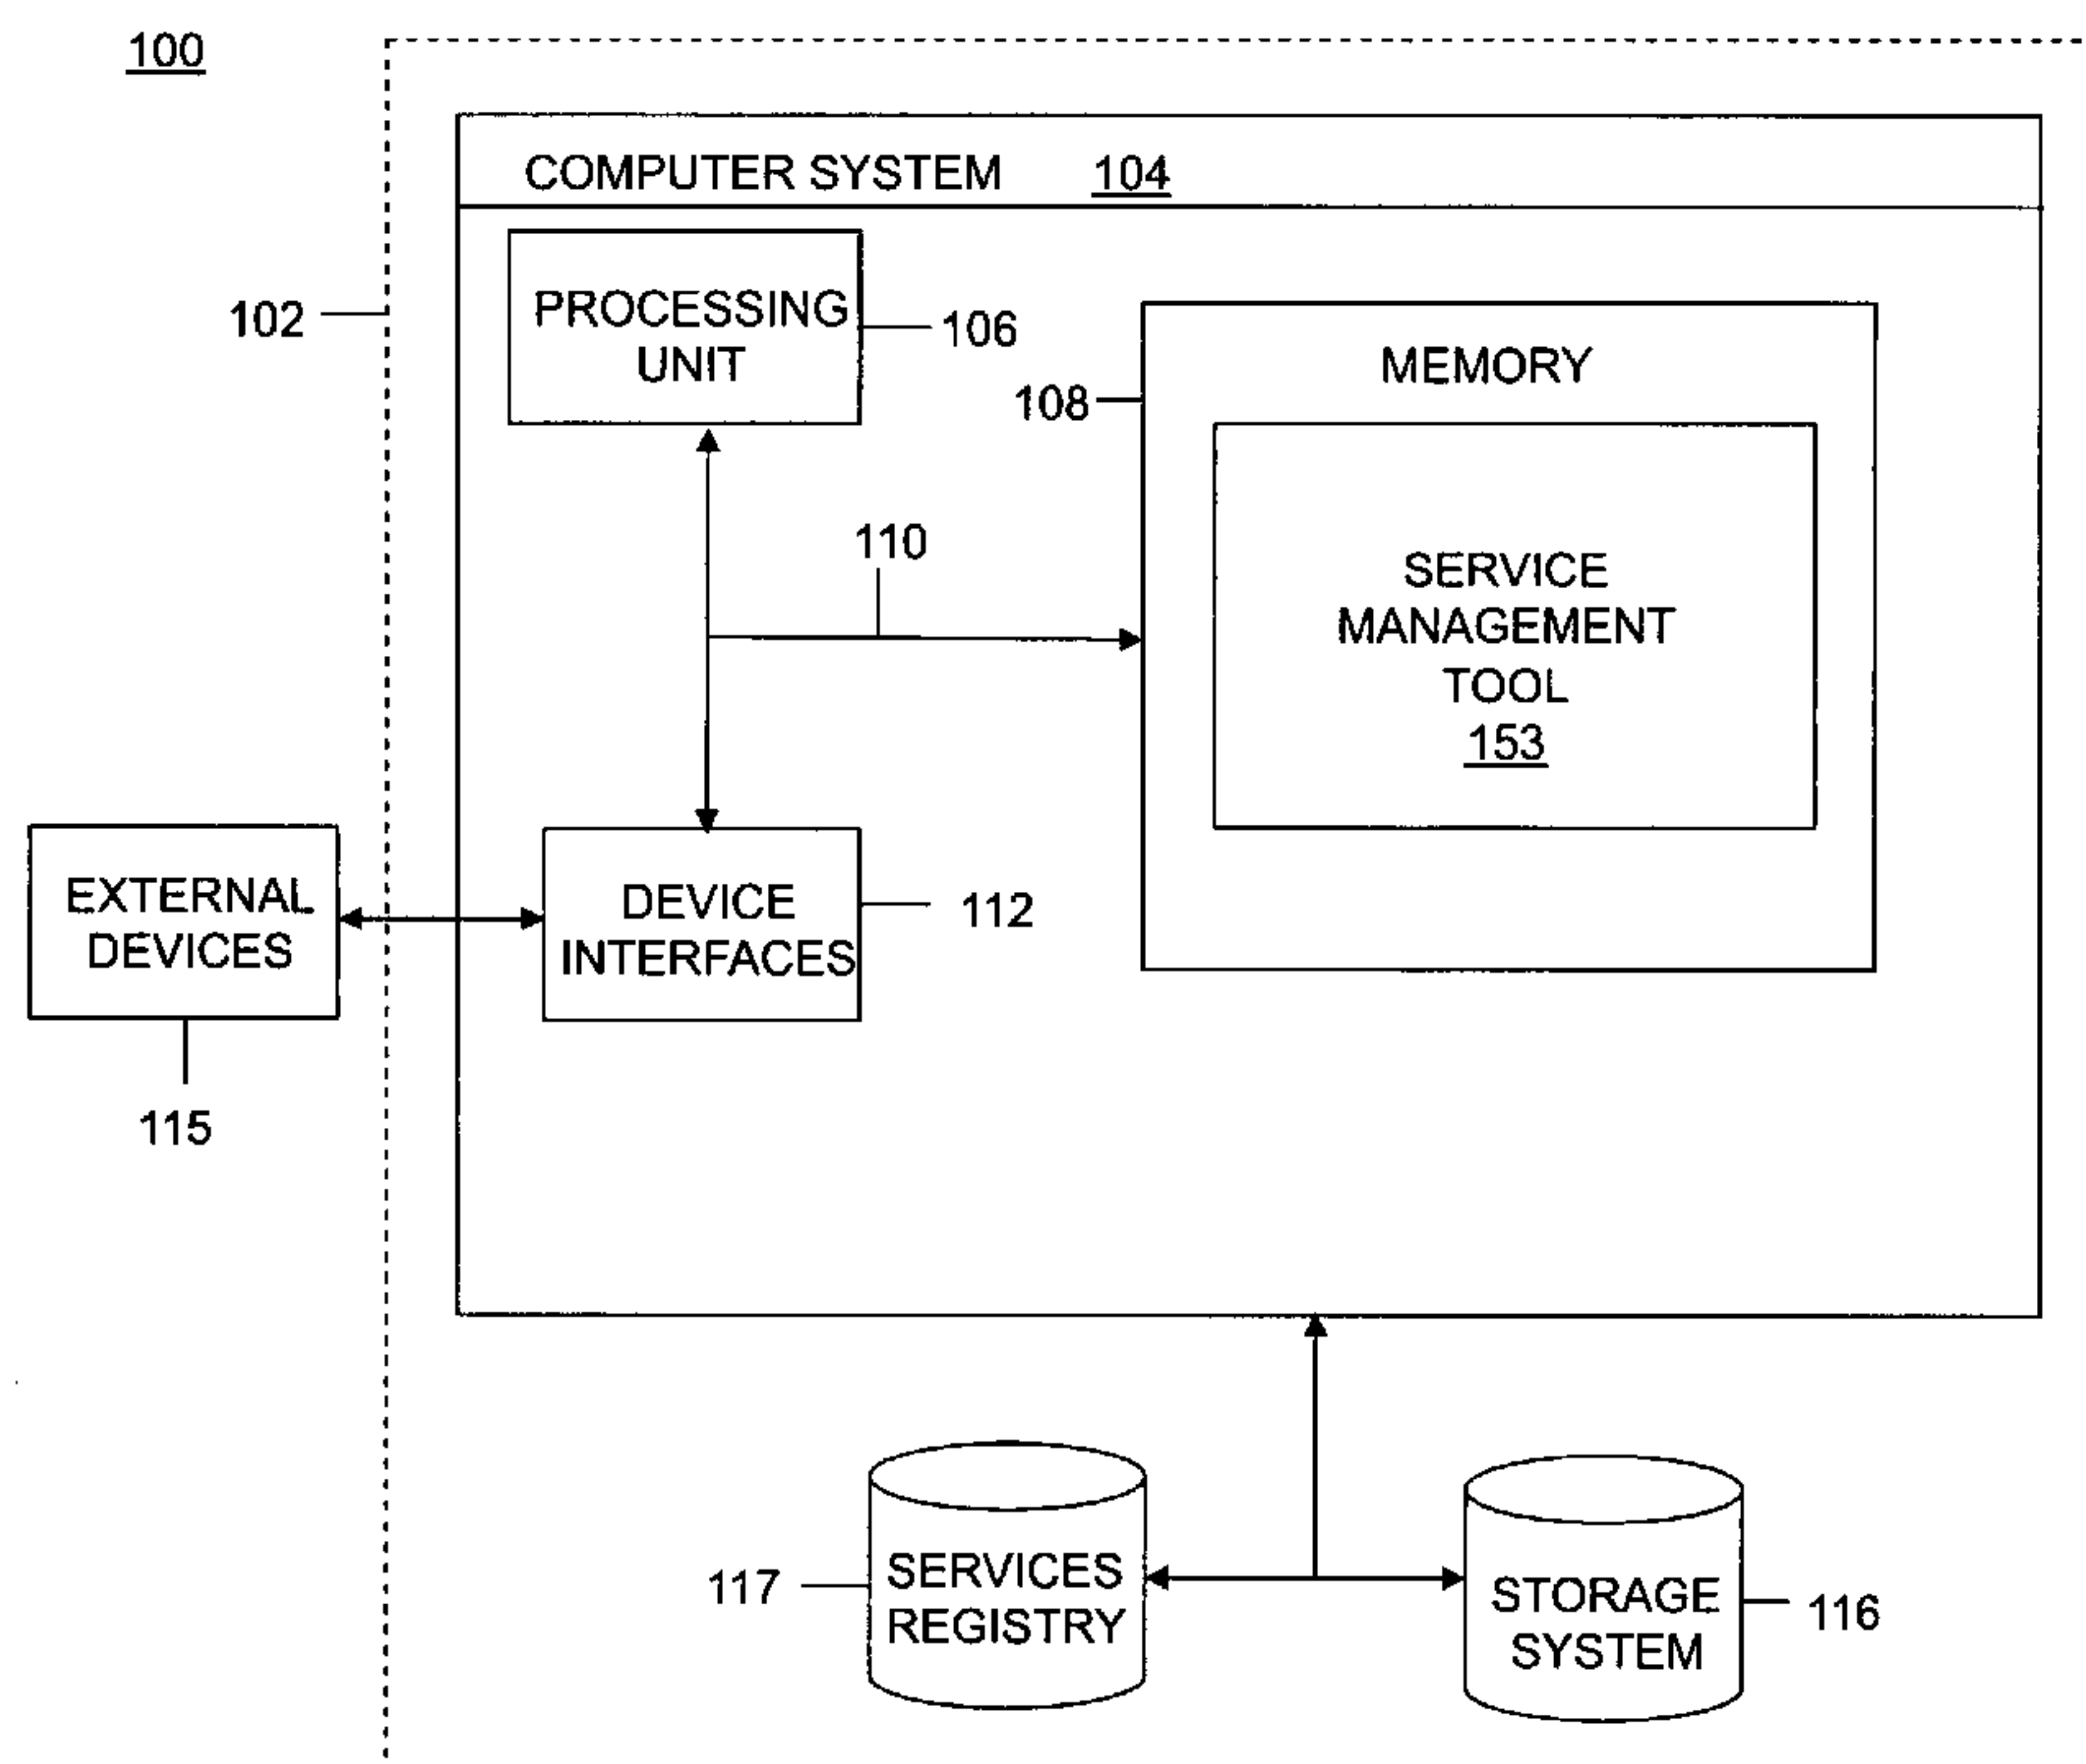 100
COMPUTER SYSTEM 104
102
PROCESSING
UNIT
106
MEMORY
108
110
SERVICE
MANAGEMENT
TOOL
153
EXTERNAL
DEVICES
115
DEVICE
INTERFACES
112
117
SERVICES
REGISTRY
STORAGE
SYSTEM
116